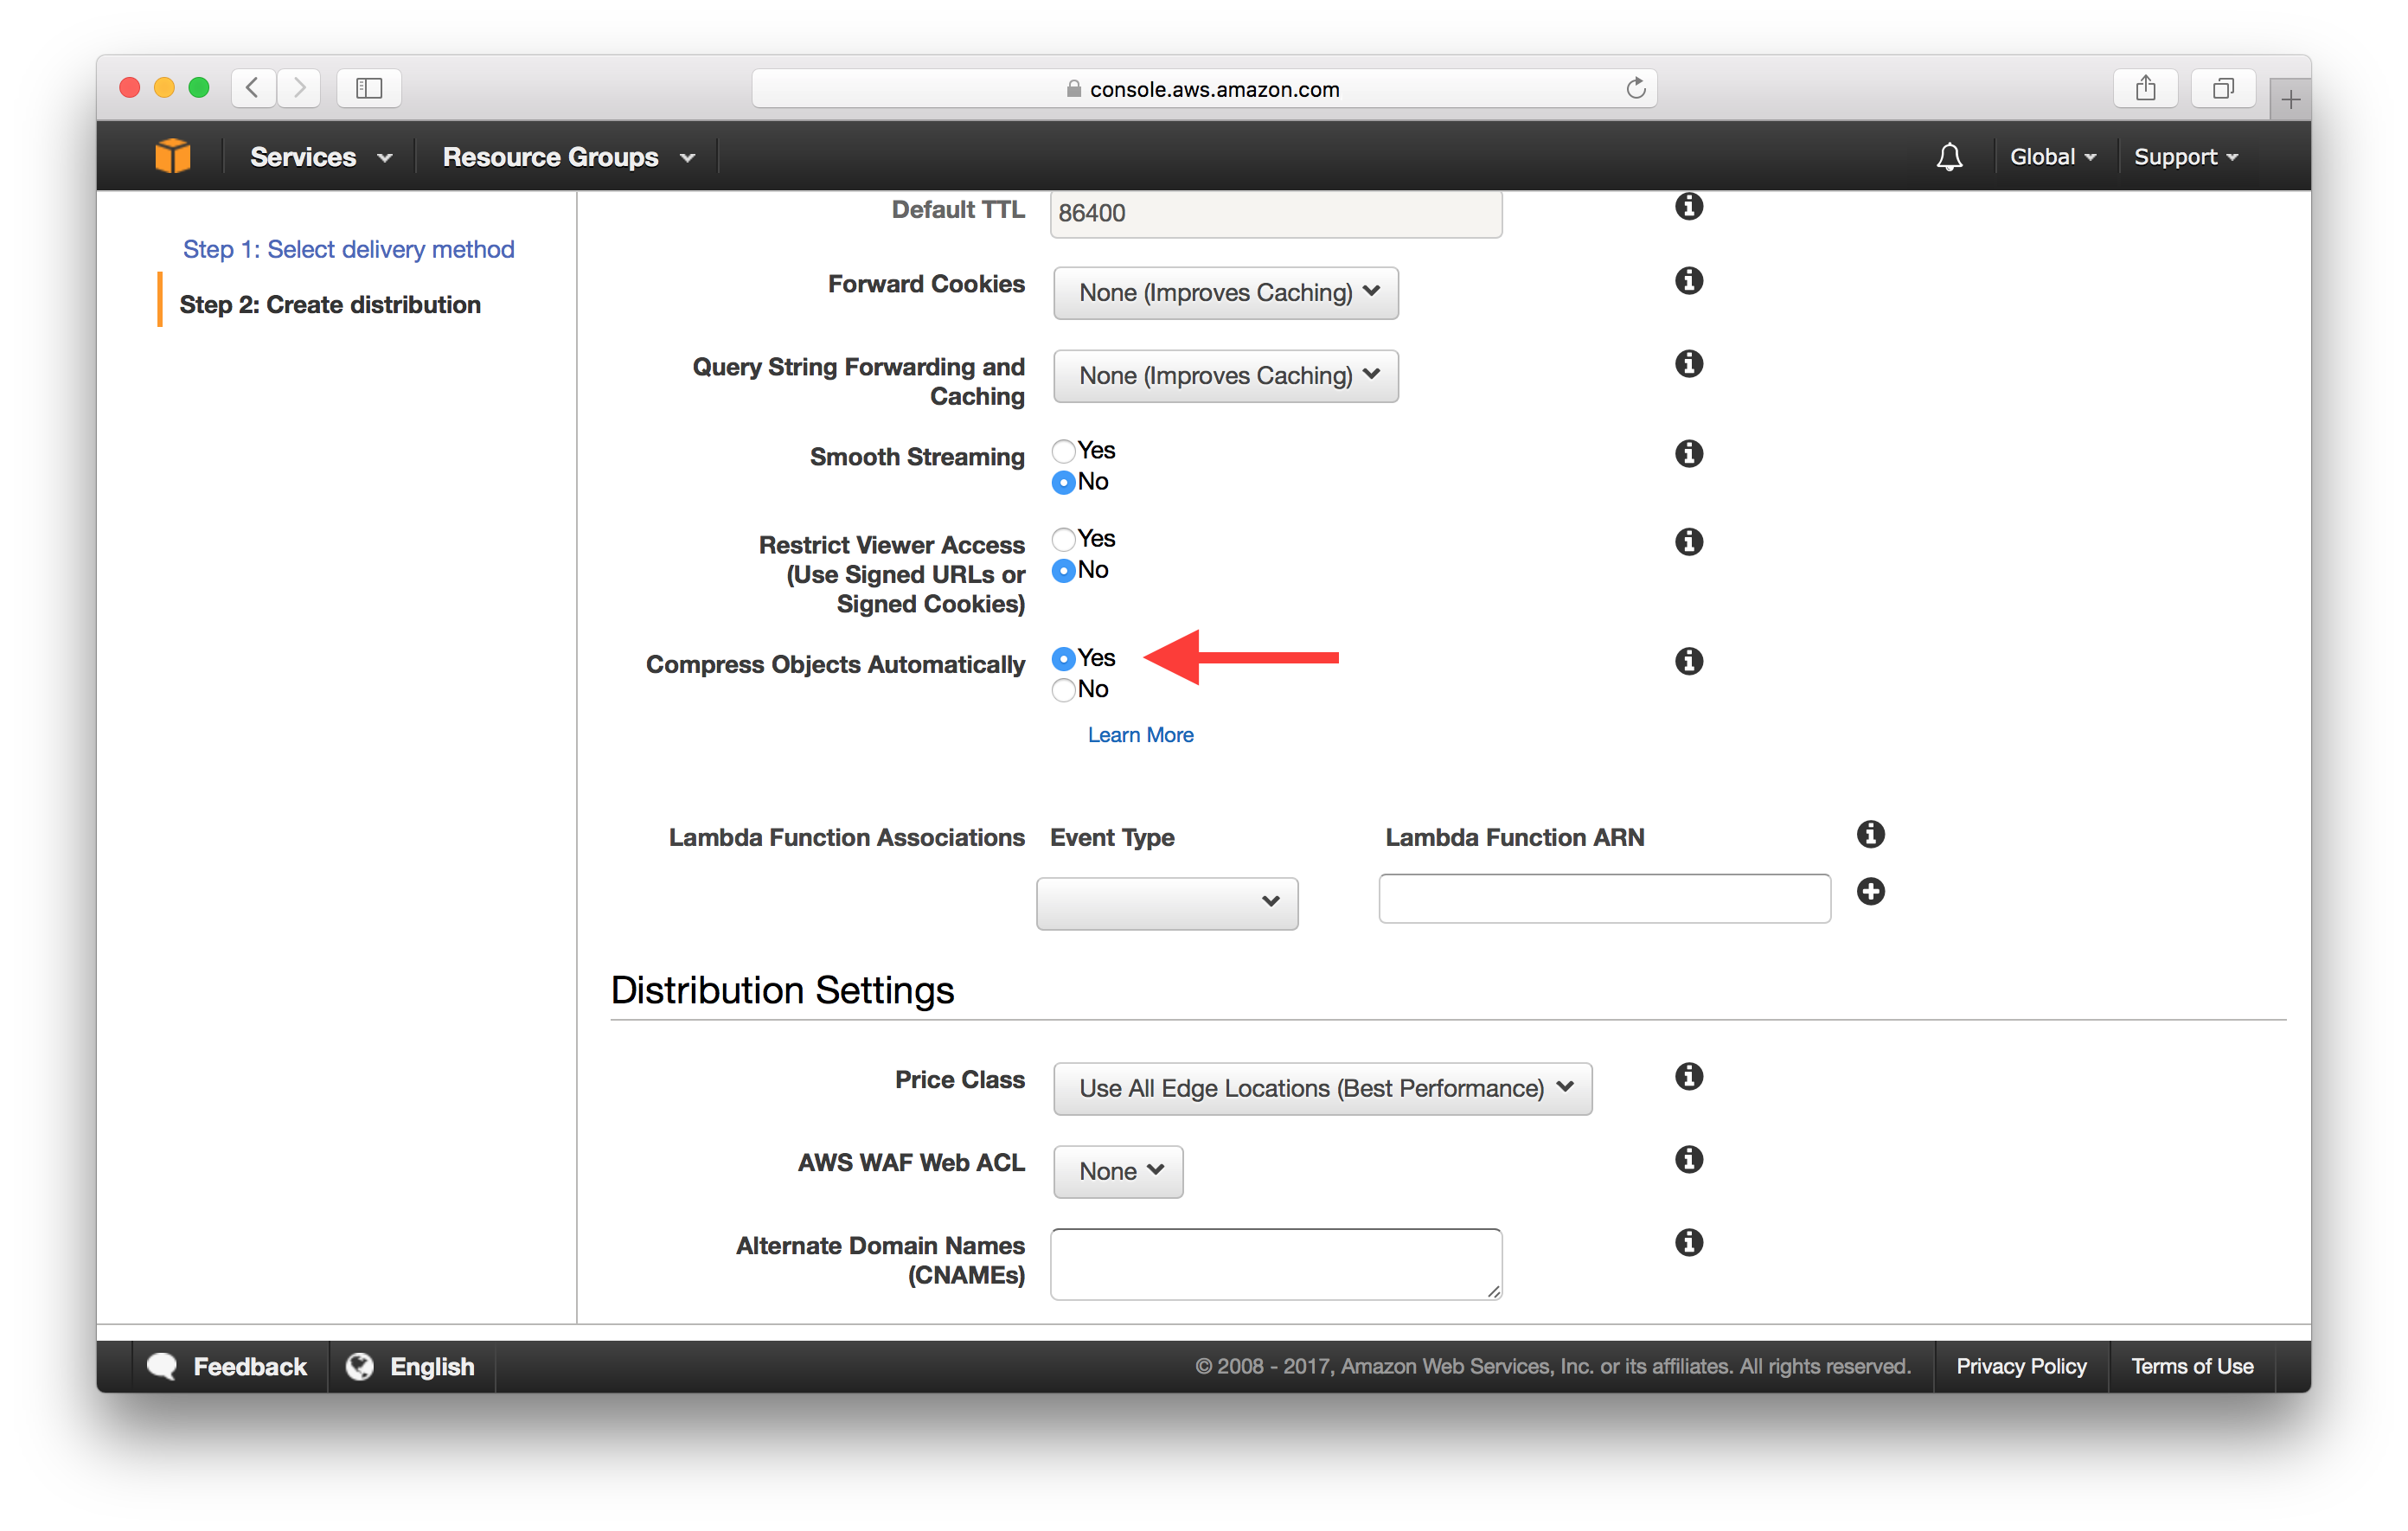 console.aws.amazon.com
Services
Resource Groups
Global
Support
Step 1: Select delivery method
Step 2: Create distribution
Default TTL
86400
Forward Cookies
None (Improves Caching)
Query String Forwarding and
Caching
None (Improves Caching)
Smooth Streaming
Yes
No
Restrict Viewer Access
(Use Signed URLs or
Signed Cookies)
Yes
No
Compress Objects Automatically
Yes
No
Learn More
Lambda Function Associations
Event Type
Lambda Function ARN
Distribution Settings
Price Class
Use All Edge Locations (Best Performance)
AWS WAF Web ACL
None
Alternate Domain Names
(CNAMEs)
Feedback
English
© 2008 - 2017, Amazon Web Services, Inc. or its affiliates. All rights reserved.
Privacy Policy
Terms of Use